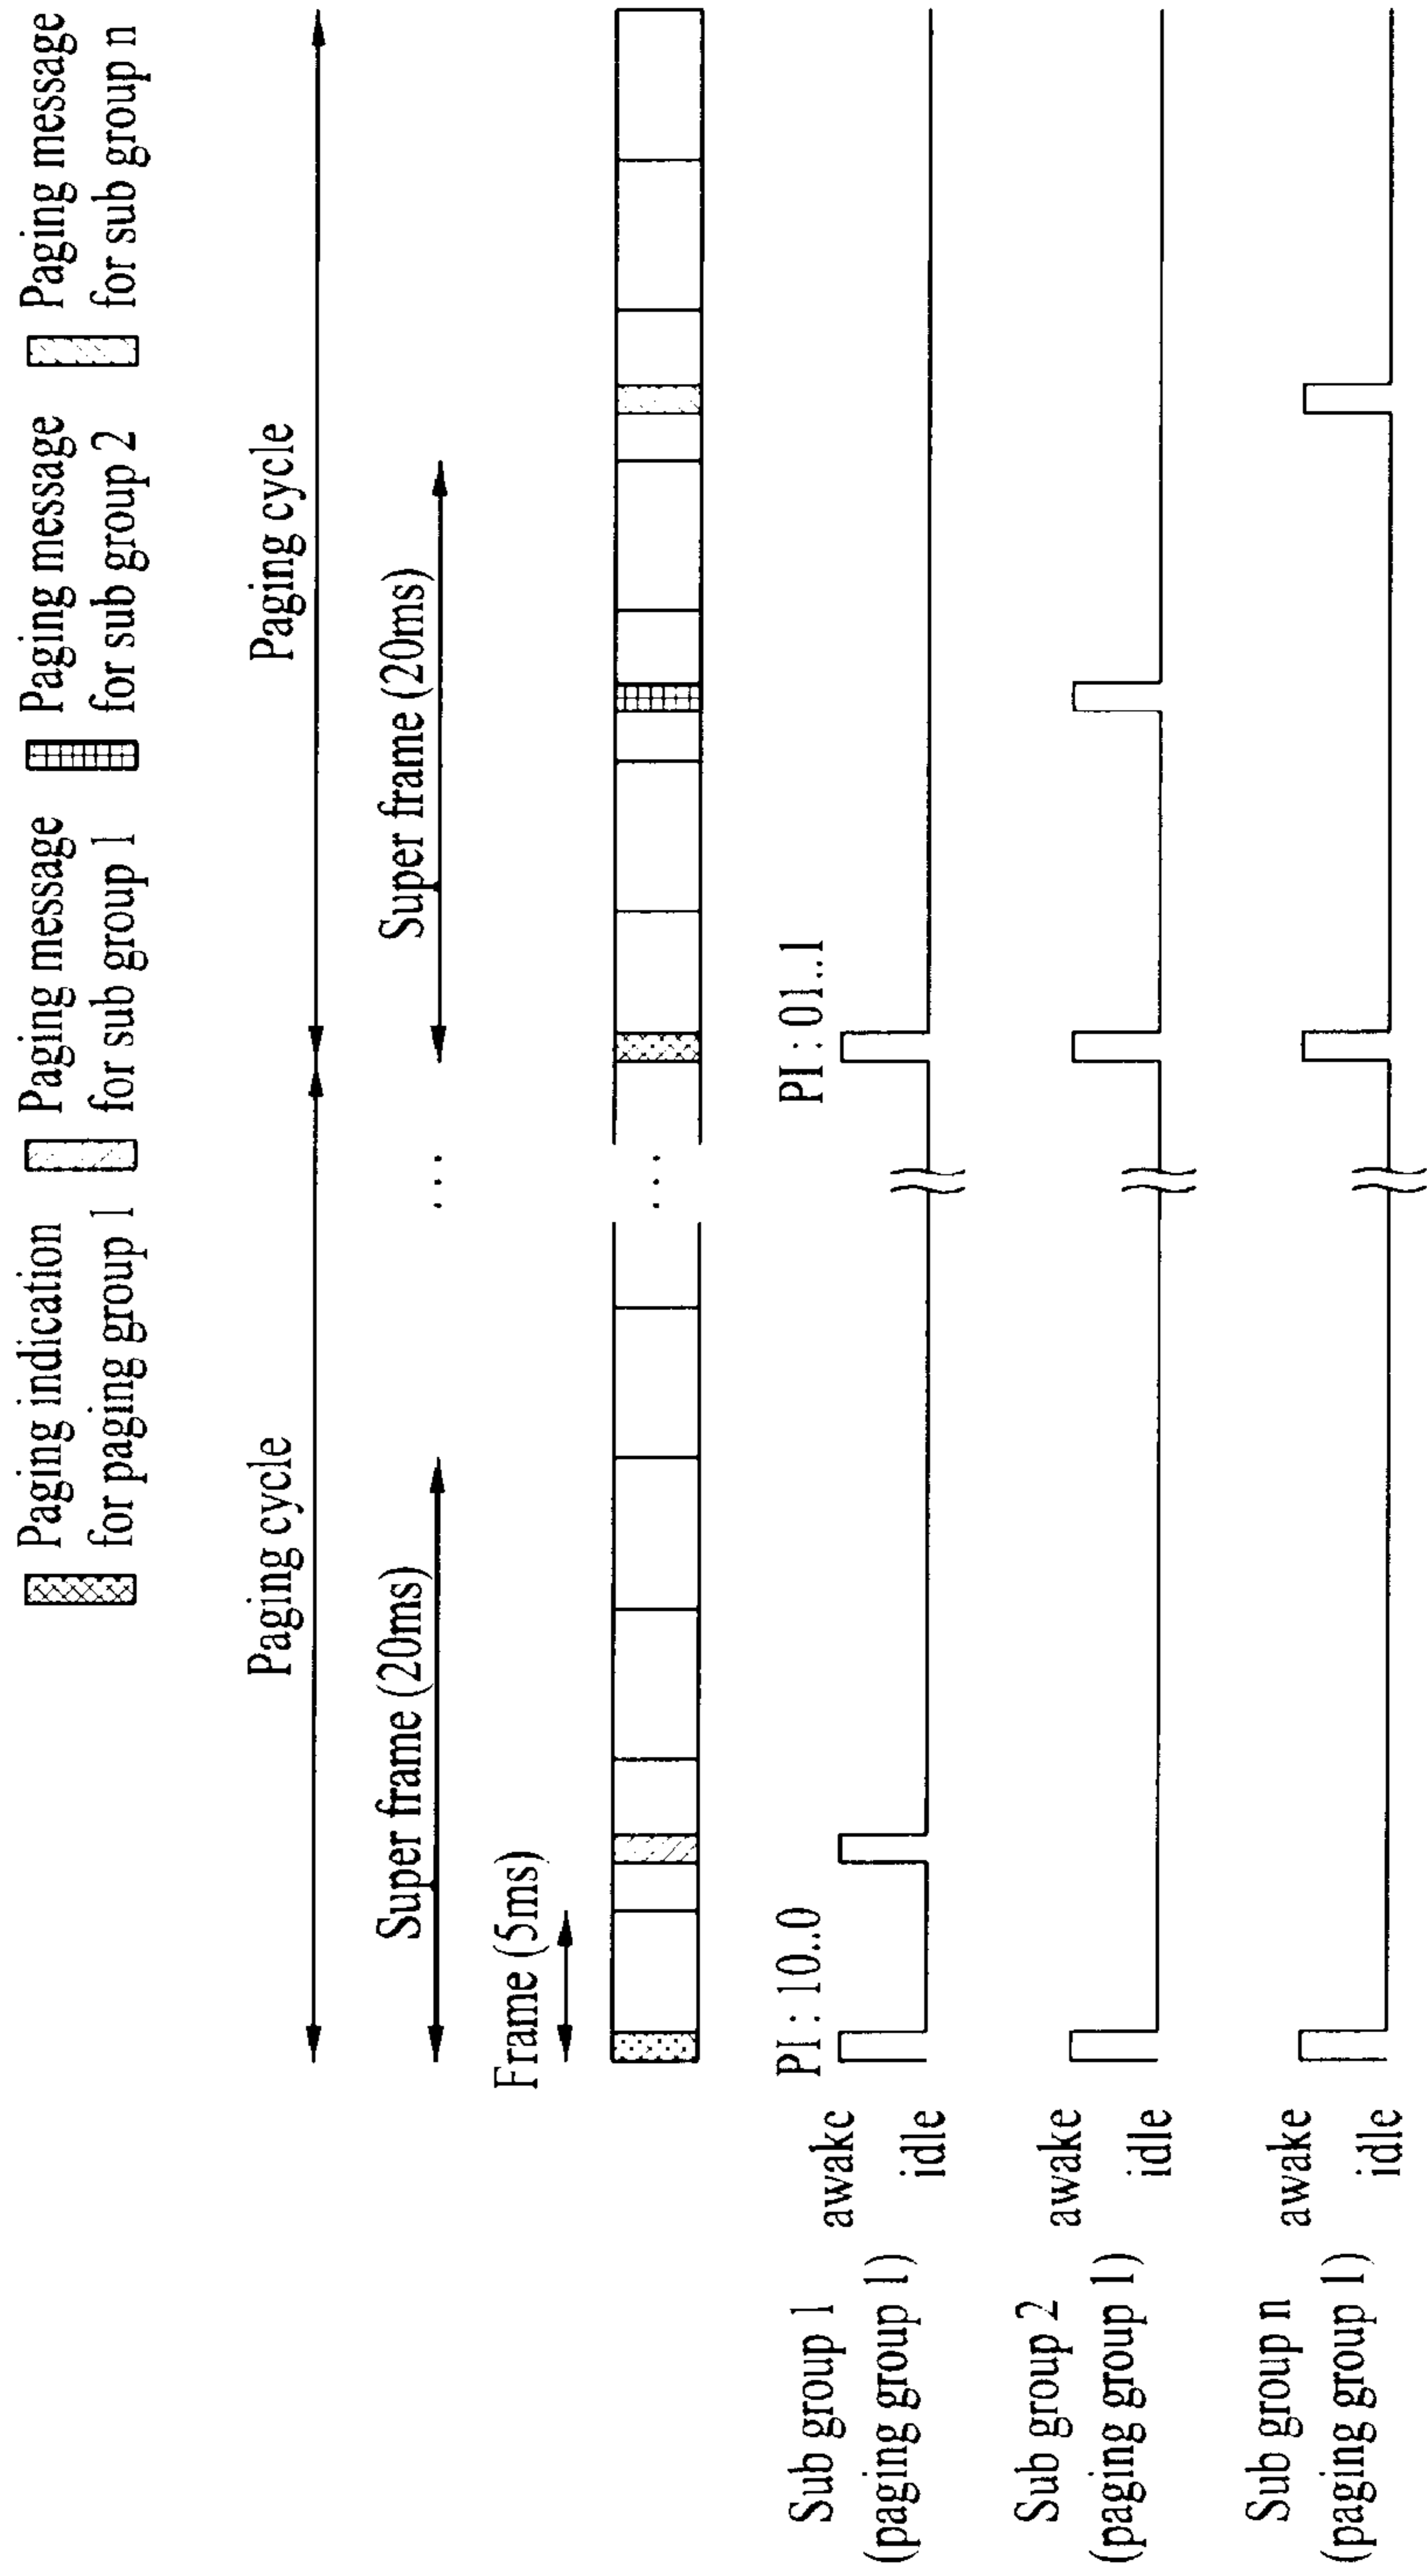 Paging indication
for paging group 1
Paging message
for sub group 1
Paging message
for sub group 2
Paging message
for sub group n
Paging cycle
Paging cycle
Super frame (20ms)
Super frame (20ms)
Frame (5ms)
...
...
PI : 10..0
PI : 01..1
Sub group 1
(paging group 1)
awake
idle
Sub group 2
(paging group 1)
awake
idle
Sub group n
(paging group 1)
awake
idle